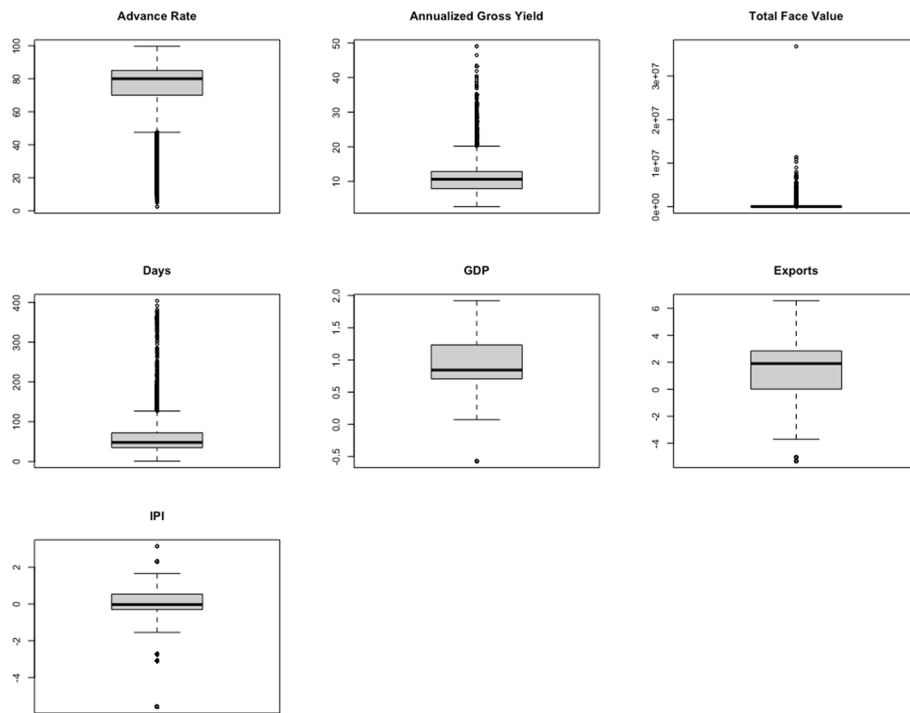 Advance Rate
0 20 40 60 80 100
Annualized Gross Yield
10 20 30 40 50
Total Face Value
0e+00 1e+07 2e+07 3e+07
Days
0 100 200 300 400
GDP
-0.5 0.0 0.5 1.0 1.5 2.0
Exports
-4 -2 0 2 4 6
IPI
-4 -2 0 2